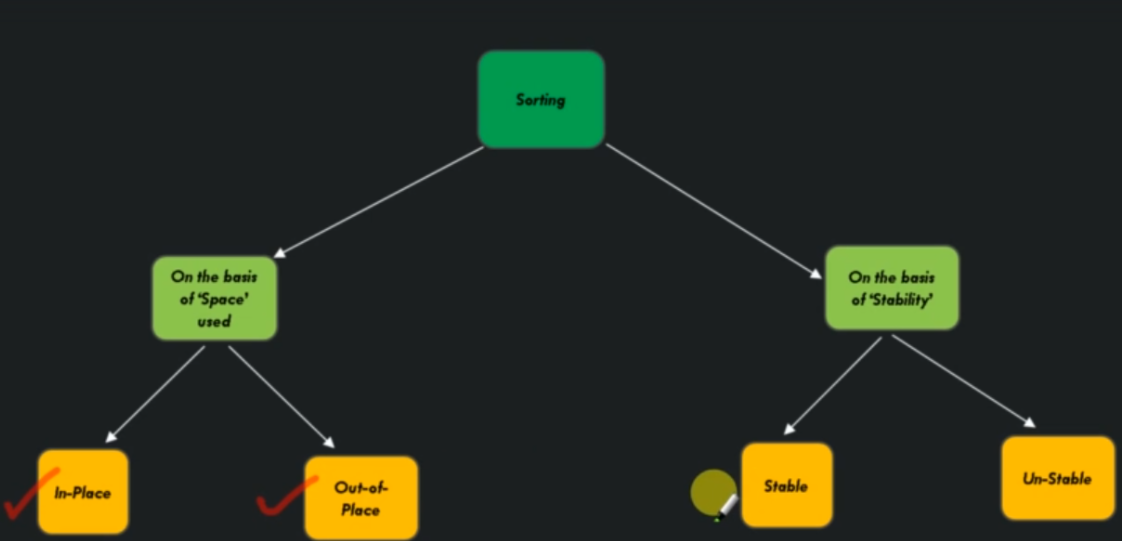 Sorting
On the basis
of 'Space'
used
On the basis
of 'Stability'
In-Place
Out-of-
Place
Stable
Un-Stable